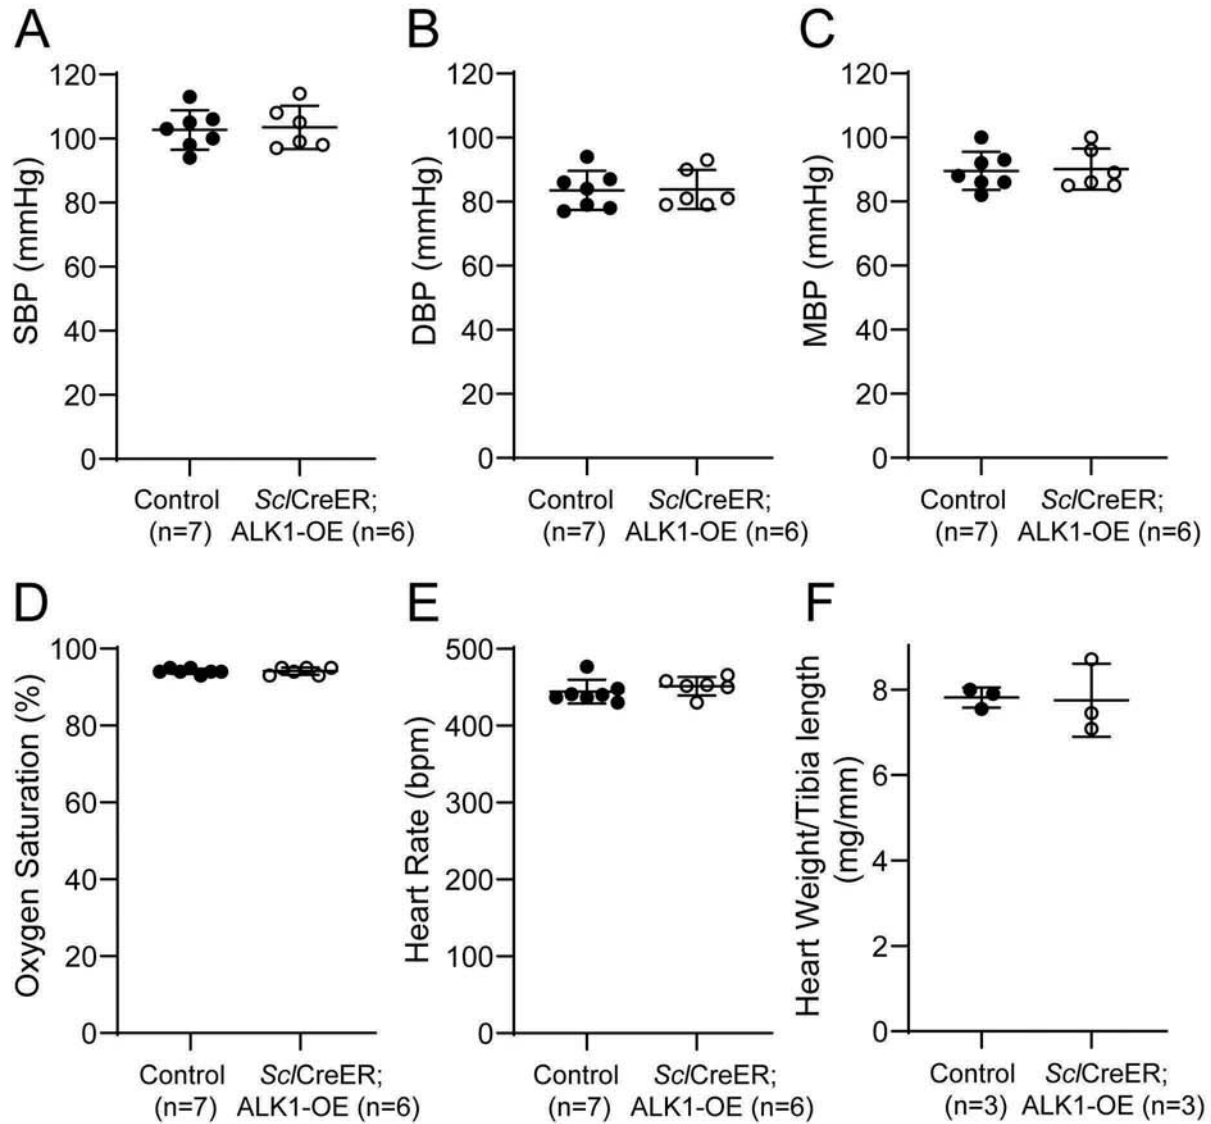 A
SBP (mmHg)
120
100
80
60
40
20
0
Control
(n=7)
SclCreER;
ALK1-OE (n=6)
B
DBP (mmHg)
120
100
80
60
40
20
0
Control
(n=7)
SclCreER;
ALK1-OE (n=6)
C
MBP (mmHg)
120
100
80
60
40
20
0
Control
(n=7)
SclCreER;
ALK1-OE (n=6)
D
Oxygen Saturation (%)
100
80
60
40
20
0
Control
(n=7)
SclCreER;
ALK1-OE (n=6)
E
Heart Rate (bpm)
500
400
300
200
100
0
Control
(n=7)
SclCreER;
ALK1-OE (n=6)
F
Heart Weight/Tibia length
(mg/mm)
8
6
4
2
0
Control
(n=3)
SclCreER;
ALK1-OE (n=3)